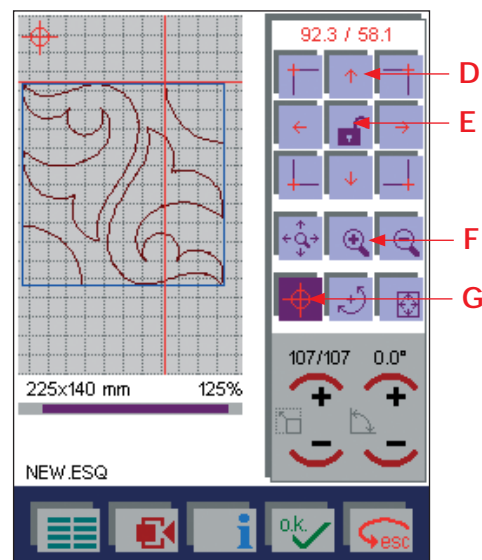 92.3 / 58.1
D
E
F
G
107/107 0.0°
225x140 mm 125%
NEW.ESQ
i o.k. esc